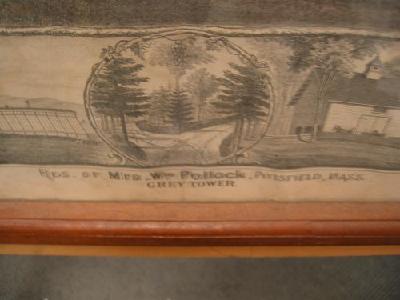 Res. of Mrs. Wm Pollock, Pittsfield, Mass.
GREY TOWER.